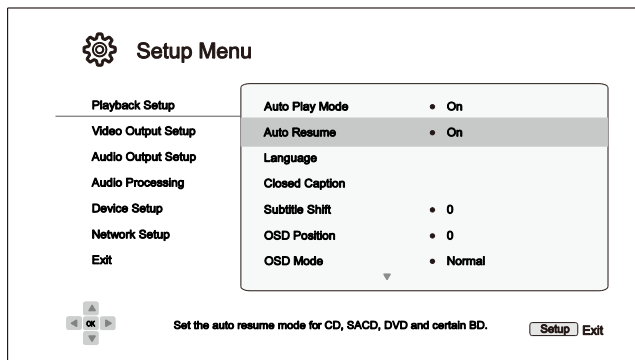 Setup Menu
Playback Setup
Video Output Setup
Audio Output Setup
Audio Processing
Device Setup
Network Setup
Exit
Auto Play Mode • On
Auto Resume • On
Language
Closed Caption
Subtitle Shift • 0
OSD Position • 0
OSD Mode • Normal
OK
Set the auto resume mode for CD, SACD, DVD and certain BD.
Setup Exit